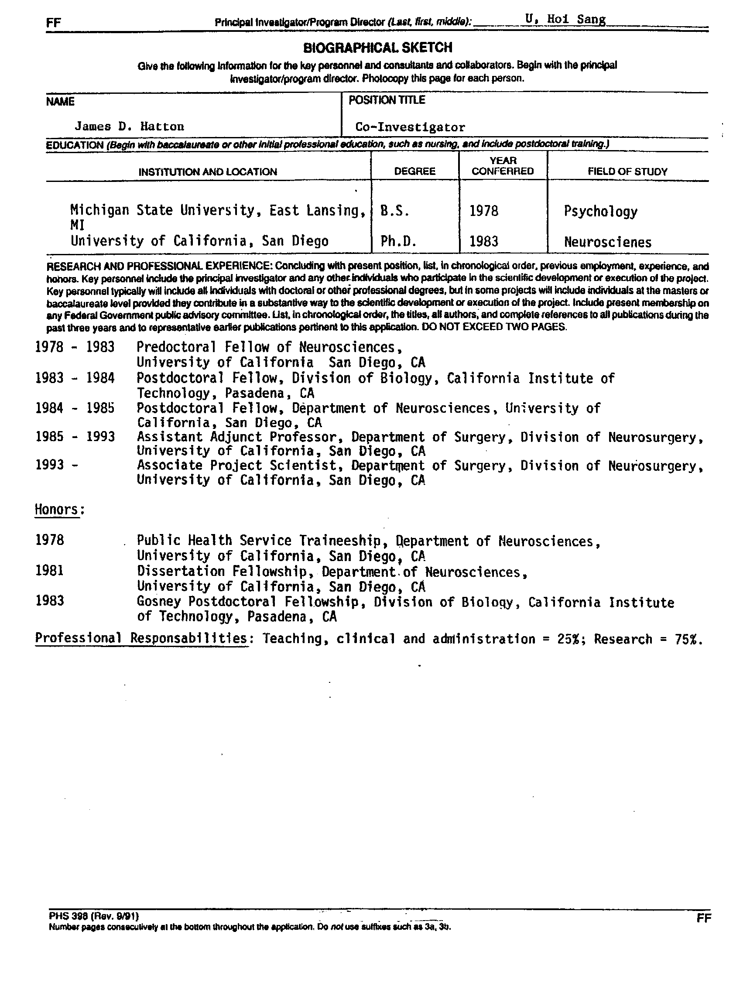 FF Principal Investigator/Program Director (Last, first, middle): U, Hoi Sang
BIOGRAPHICAL SKETCH
Give the following information for the key personnel and consultants and collaborators. Begin with the principal
investigator/program director. Photocopy this page for each person.
NAME POSITION TITLE
James D. Hatton Co-Investigator
EDUCATION (Begin with baccalaureate or other initial professional education, such as nursing, and include postdoctoral training.)
INSTITUTION AND LOCATION DEGREE YEAR CONFERRED FIELD OF STUDY
Michigan State University, East Lansing, B.S. 1978 Psychology
MI
University of California, San Diego Ph.D. 1983 Neuroscienes
RESEARCH AND PROFESSIONAL EXPERIENCE: Concluding with present position, list, in chronological order, previous employment, experience, and
honors. Key personnel include the principal investigator and any other individuals who participate in the scientific development or execution of the project.
Key personnel typically will include all individuals with doctoral or other professional degrees, but in some projects will include individuals at the masters or
baccalaureate level provided they contribute in a substantive way to the scientific development or execution of the project. Include present membership on
any Federal Government public advisory committee. List, in chronological order, the titles, all authors, and complete references to all publications during the
past three years and to representative earlier publications pertinent to this application. DO NOT EXCEED TWO PAGES.
1978 - 1983 Predoctoral Fellow of Neurosciences,
University of California San Diego, CA
1983 - 1984 Postdoctoral Fellow, Division of Biology, California Institute of
Technology, Pasadena, CA
1984 - 1985 Postdoctoral Fellow, Department of Neurosciences, University of
California, San Diego, CA
1985 - 1993 Assistant Adjunct Professor, Department of Surgery, Division of Neurosurgery,
University of California, San Diego, CA
1993 - Associate Project Scientist, Department of Surgery, Division of Neurosurgery,
University of California, San Diego, CA
Honors:
1978 Public Health Service Traineeship, Department of Neurosciences,
University of California, San Diego, CA
1981 Dissertation Fellowship, Department of Neurosciences,
University of California, San Diego, CA
1983 Gosney Postdoctoral Fellowship, Division of Biology, California Institute
of Technology, Pasadena, CA
Professional Responsabilities: Teaching, clinical and administration = 25%; Research = 75%.
PHS 398 (Rev. 9/91) FF
Number pages consecutively at the bottom throughout the application. Do not use suffixes such as 3a, 3b.